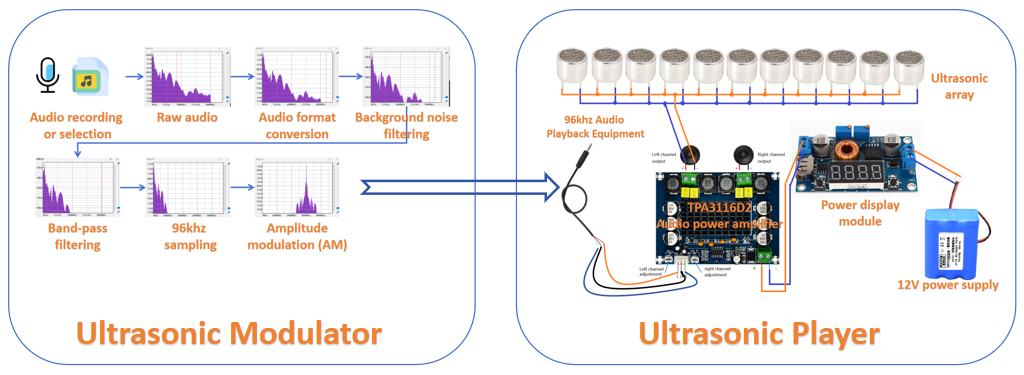 Audio recording
or selection
Raw audio
Audio format
conversion
Background noise
filtering
Band-pass
filtering
96khz
sampling
Amplitude
modulation (AM)
Ultrasonic Modulator
Ultrasonic
array
96khz Audio
Playback Equipment
Left channel
output
Right channel
output
TPA3116D2
Audio power amplifier
Left channel
adjustment
right channel
adjustment
+
-
Power display
module
12V power supply
Ultrasonic Player